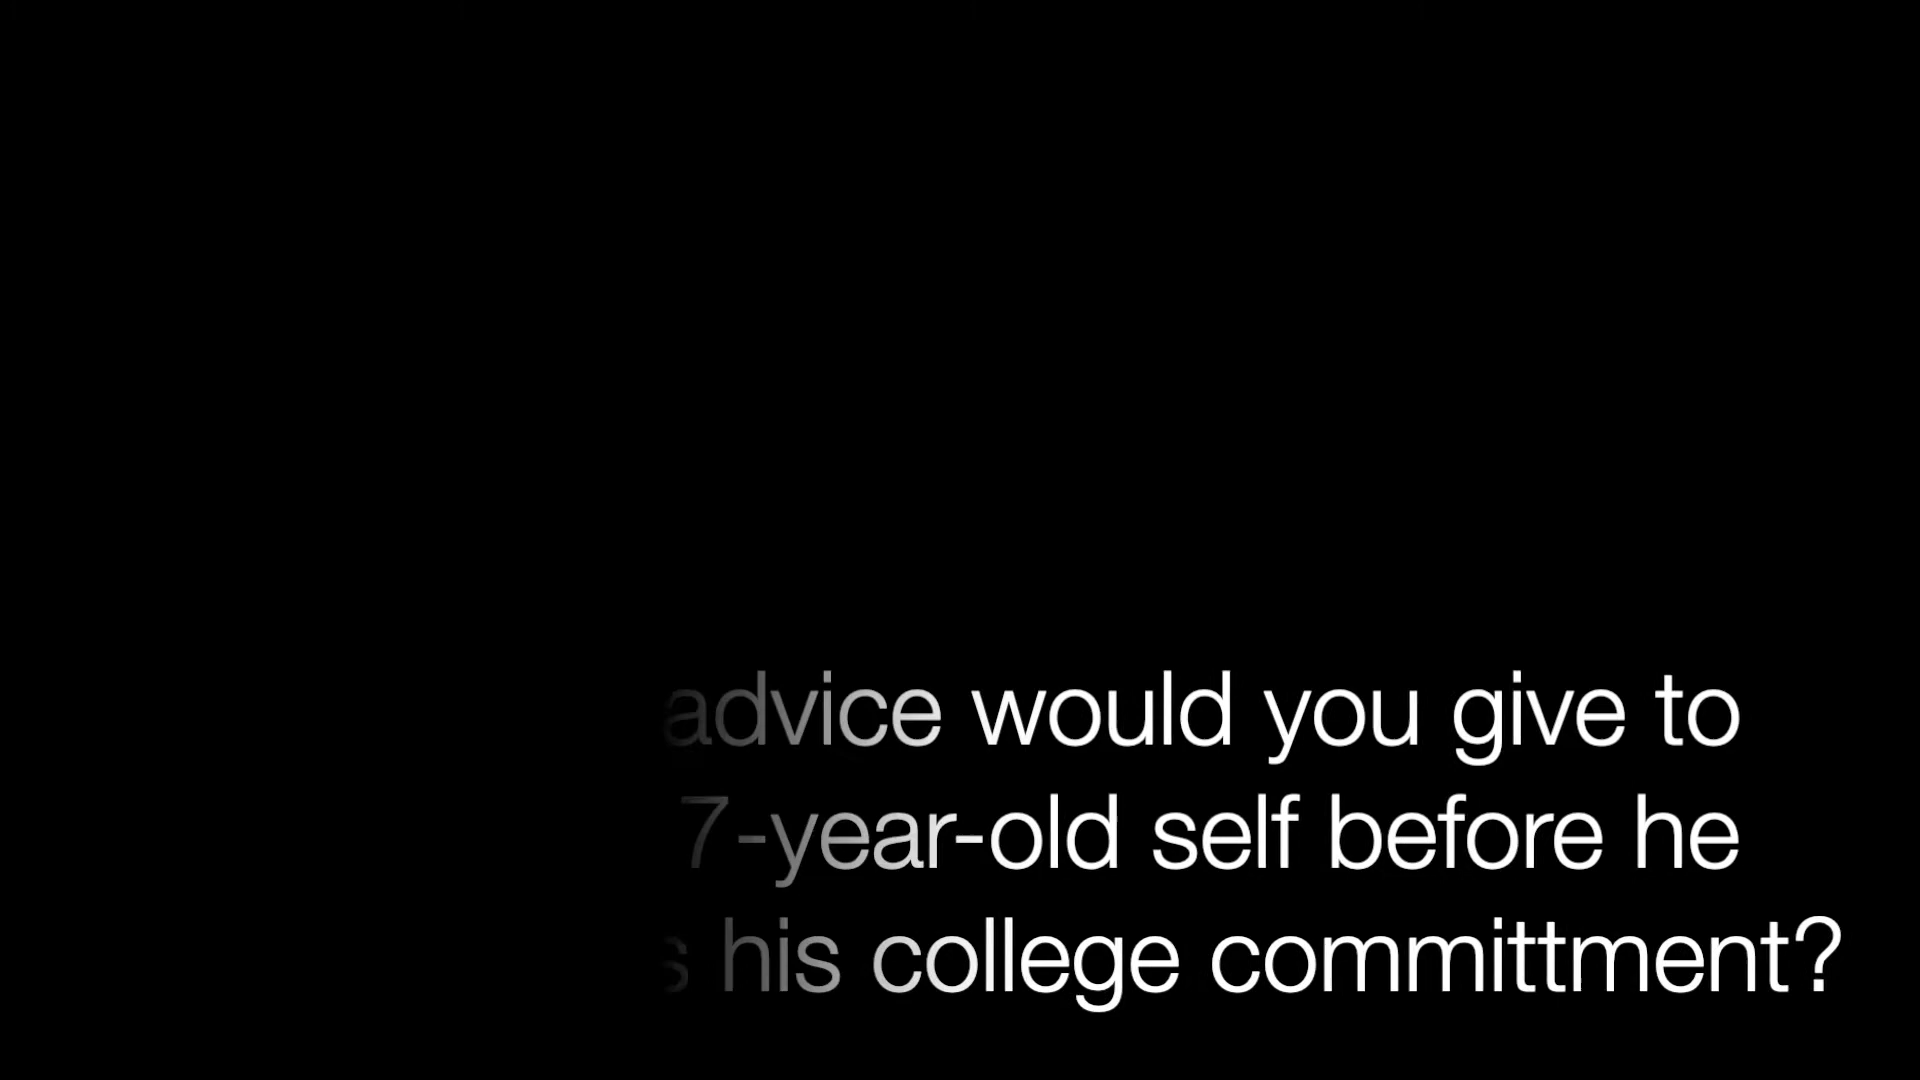 advice would you give to
7-year-old self before he
s his college committment?